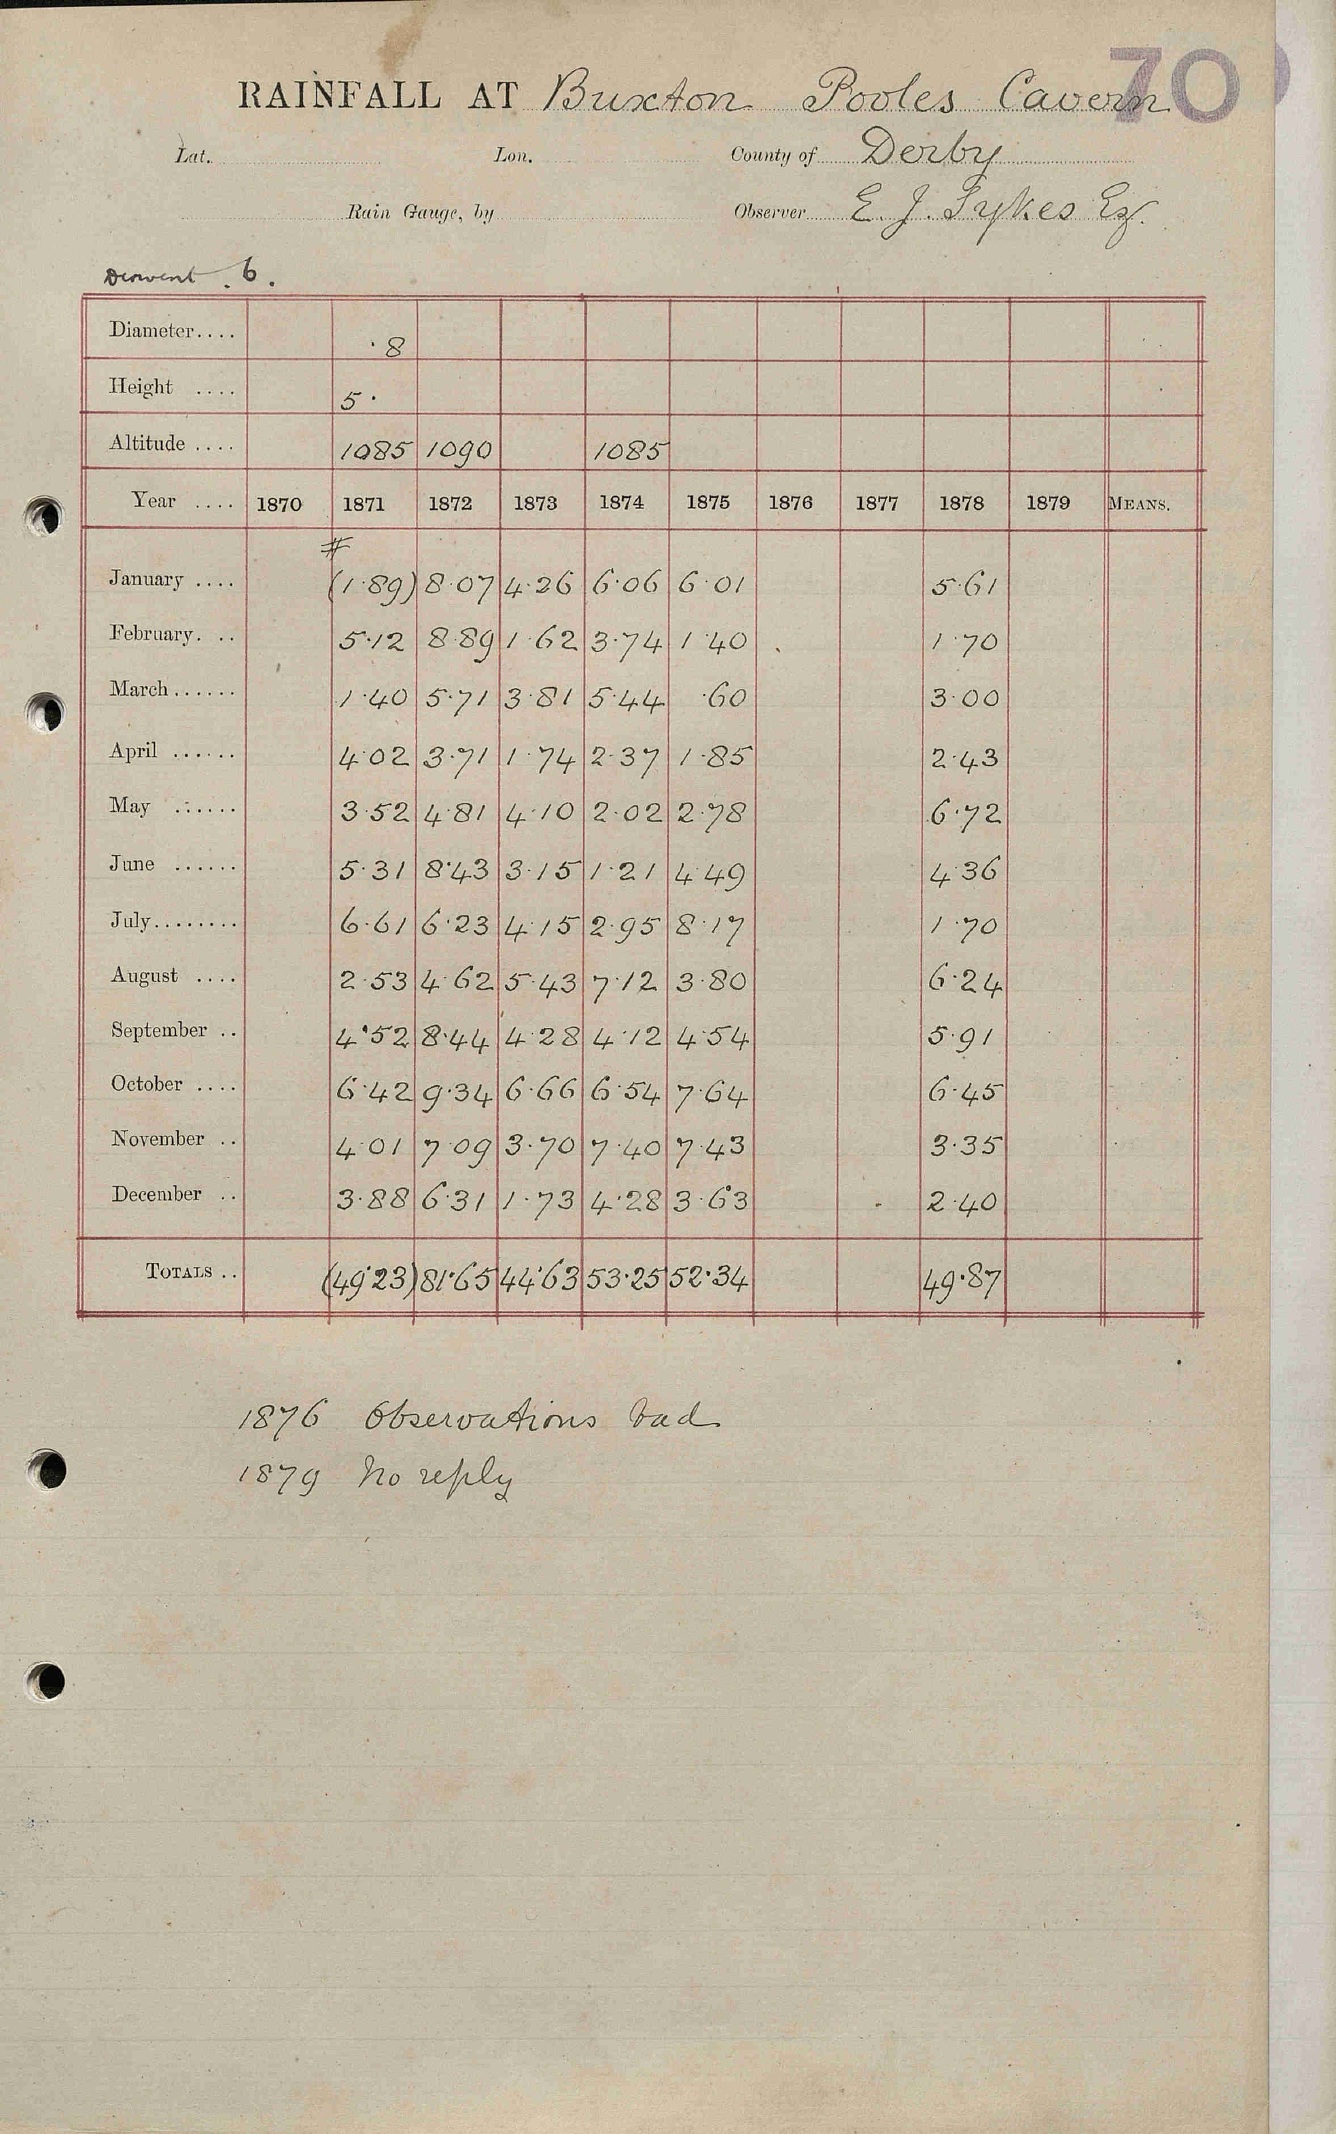 70
RAINFALL AT Buxton Pooles Cavern
Lat. Lon. County of Derby
Rain Gauge, by Observer E. J. Sykes Esq.
Derwent . 6.
Diameter.... ·8
Height .... 5·
Altitude .... 1085 1090 1085
Year .... 1870 1871 1872 1873 1874 1875 1876 1877 1878 1879 MEANS.
#
January .... (1·89) 8·07 4·26 6·06 6·01 5·61
February. .. 5·12 8·89 1·62 3·74 1·40 1·70
March...... 1·40 5·71 3·81 5·44 ·60 3·00
April ...... 4·02 3·71 1·74 2·37 1·85 2·43
May ...... 3·52 4·81 4·10 2·02 2·78 6·72
June ...... 5·31 8·43 3·15 1·21 4·49 4·36
July........ 6·61 6·23 4·15 2·95 8·17 1·70
August .... 2·53 4·62 5·43 7·12 3·80 6·24
September .. 4·52 8·44 4·28 4·12 4·54 5·91
October .... 6·42 9·34 6·66 6·54 7·64 6·45
November .. 4·01 7·09 3·70 7·40 7·43 3·35
December .. 3·88 6·31 1·73 4·28 3·63 2·40
TOTALS .. (49·23) 81·65 44·63 53·25 52·34 49·87
1876 Observations bad
1879 No reply